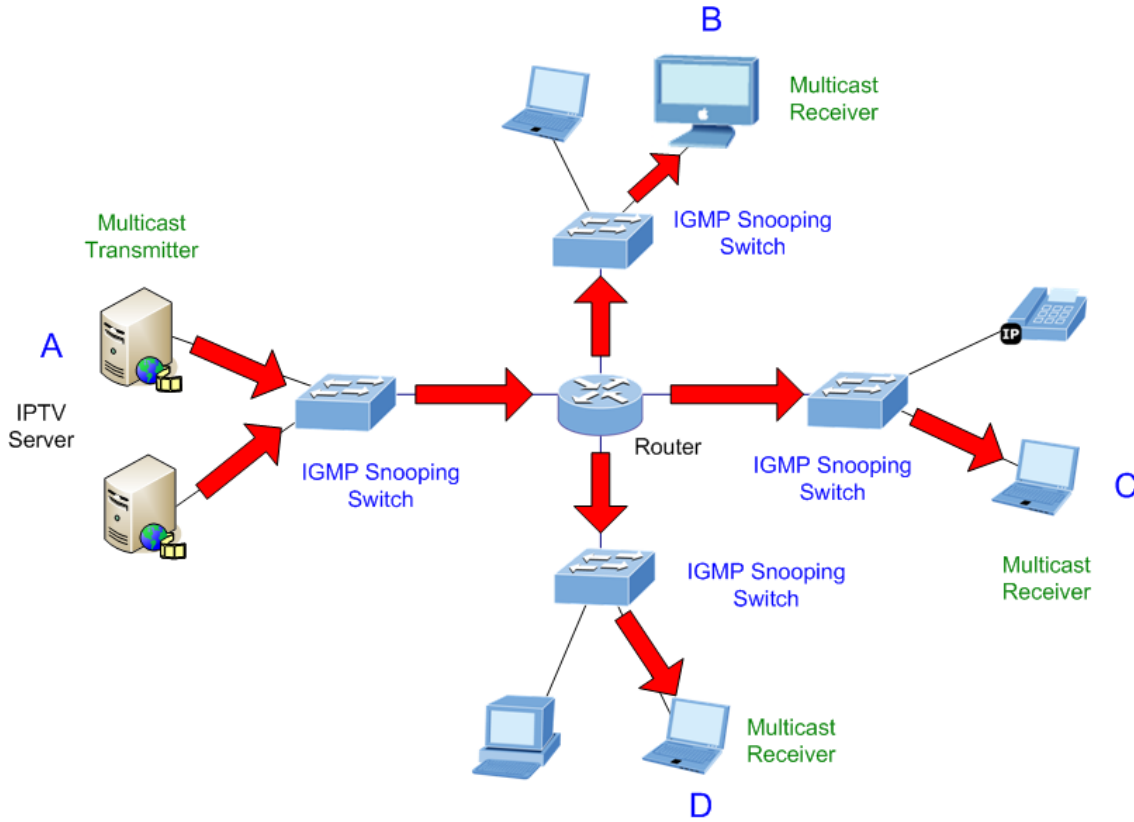 B
Multicast
Receiver
IGMP Snooping
Switch
Multicast
Transmitter
A
IPTV
Server
IGMP Snooping
Switch
Router
IP
IGMP Snooping
Switch
C
Multicast
Receiver
IGMP Snooping
Switch
Multicast
Receiver
D